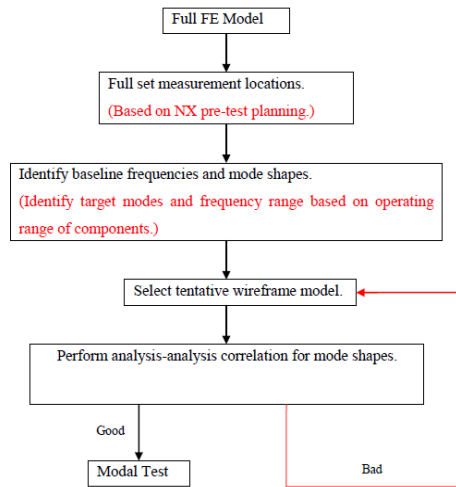 Full FE Model
Full set measurement locations.
(Based on NX pre-test planning.)
Identify baseline frequencies and mode shapes.
(Identify target modes and frequency range based on operating
range of components.)
Select tentative wireframe model.
Perform analysis-analysis correlation for mode shapes.
Good
Bad
Modal Test